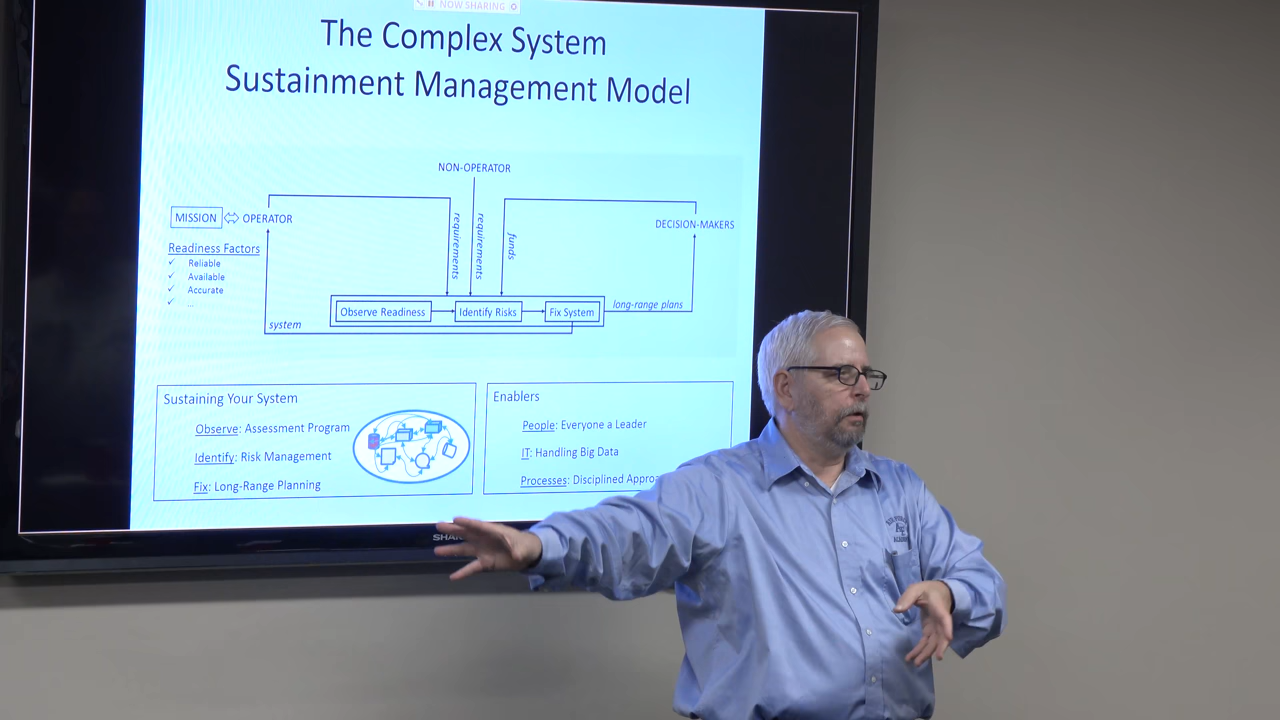 NOW SHARING
The Complex System
Sustainment Management Model
NON-OPERATOR
MISSION OPERATOR
DECISION-MAKERS
requirements
requirements
funds
Readiness Factors
✓ Reliable
✓ Available
✓ Accurate
✓ ...
Observe Readiness
Identify Risks
Fix System
long-range plans
system
Sustaining Your System
Observe: Assessment Program
Identify: Risk Management
Fix: Long-Range Planning
Enablers
People: Everyone a Leader
IT: Handling Big Data
Processes: Disciplined